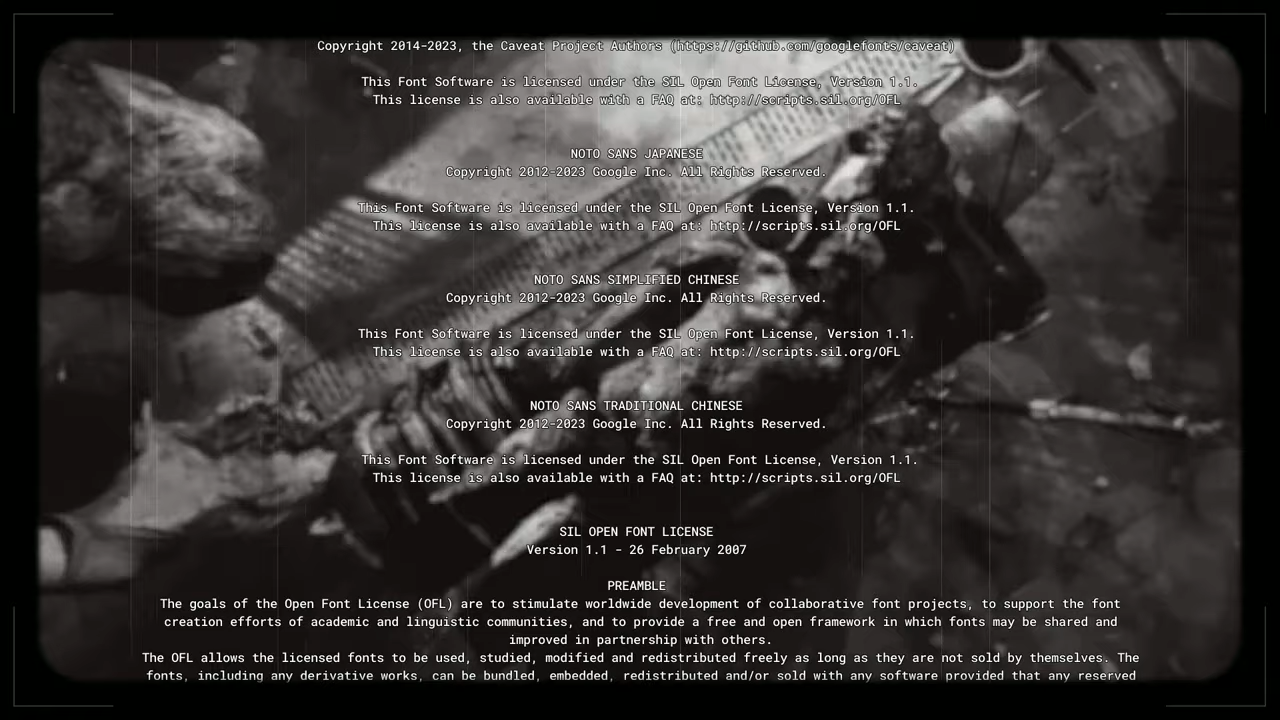 Copyright 2014-2023, the Caveat Project Authors (https://github.com/googlefonts/caveat)
This Font Software is licensed under the SIL Open Font License, Version 1.1.
This license is also available with a FAQ at: http://scripts.sil.org/OFL
NOTO SANS JAPANESE
Copyright 2012-2023 Google Inc. All Rights Reserved.
This Font Software is licensed under the SIL Open Font License, Version 1.1.
This license is also available with a FAQ at: http://scripts.sil.org/OFL
NOTO SANS SIMPLIFIED CHINESE
Copyright 2012-2023 Google Inc. All Rights Reserved.
This Font Software is licensed under the SIL Open Font License, Version 1.1.
This license is also available with a FAQ at: http://scripts.sil.org/OFL
NOTO SANS TRADITIONAL CHINESE
Copyright 2012-2023 Google Inc. All Rights Reserved.
This Font Software is licensed under the SIL Open Font License, Version 1.1.
This license is also available with a FAQ at: http://scripts.sil.org/OFL
SIL OPEN FONT LICENSE
Version 1.1 - 26 February 2007
PREAMBLE
The goals of the Open Font License (OFL) are to stimulate worldwide development of collaborative font projects, to support the font
creation efforts of academic and linguistic communities, and to provide a free and open framework in which fonts may be shared and
improved in partnership with others.
The OFL allows the licensed fonts to be used, studied, modified and redistributed freely as long as they are not sold by themselves. The
fonts, including any derivative works, can be bundled, embedded, redistributed and/or sold with any software provided that any reserved